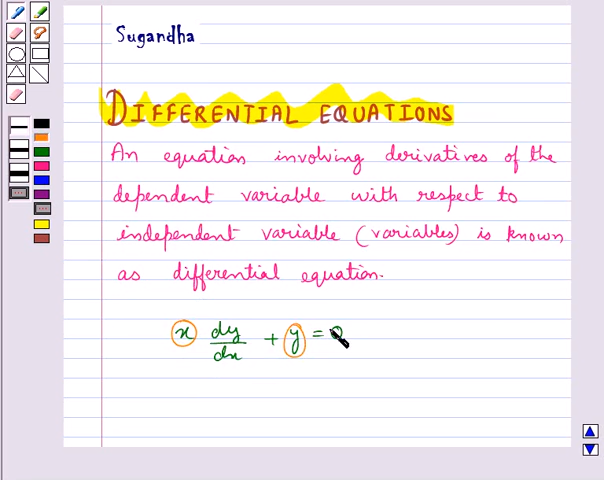 Sugandha
DIFFERENTIAL EQUATIONS
An equation involving derivatives of the
dependent variable with respect to
independent variable (variables) is known
as differential equation.
x dy/dx + y = 0